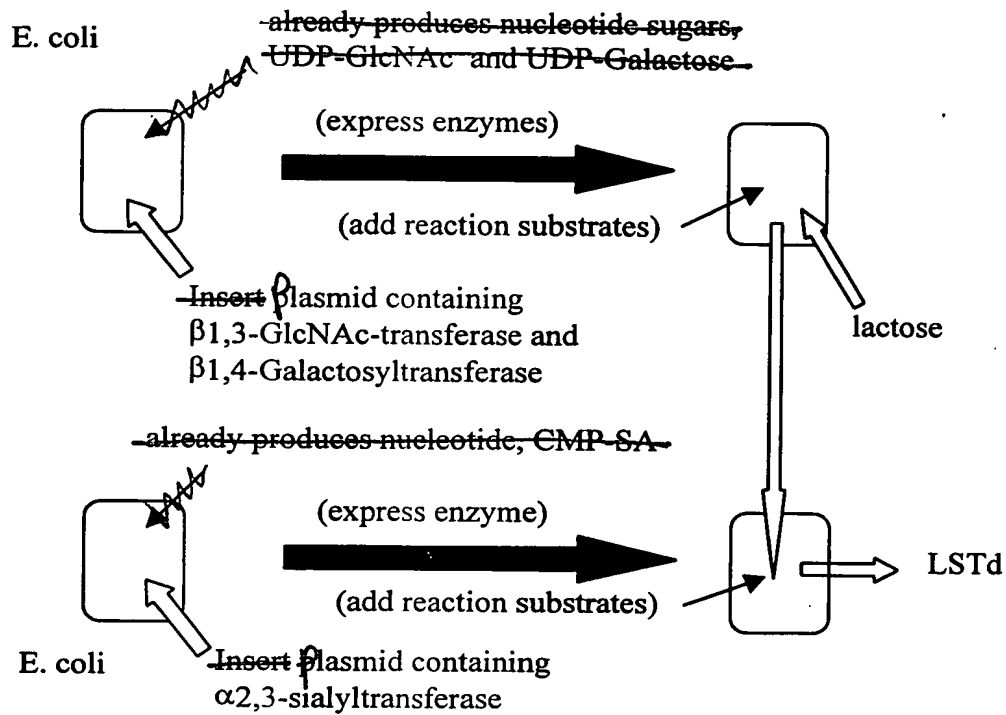 E. coli
already produces nucleotide sugars,
UDP-GlcNAc and UDP-Galactose
(express enzymes)
(add reaction substrates)
lactose
Insert plasmid containing
β1,3-GlcNAc-transferase and
β1,4-Galactosyltransferase
already produces nucleotide, CMP-SA
(express enzyme)
(add reaction substrates)
LSTd
E. coli
Insert plasmid containing
α2,3-sialyltransferase